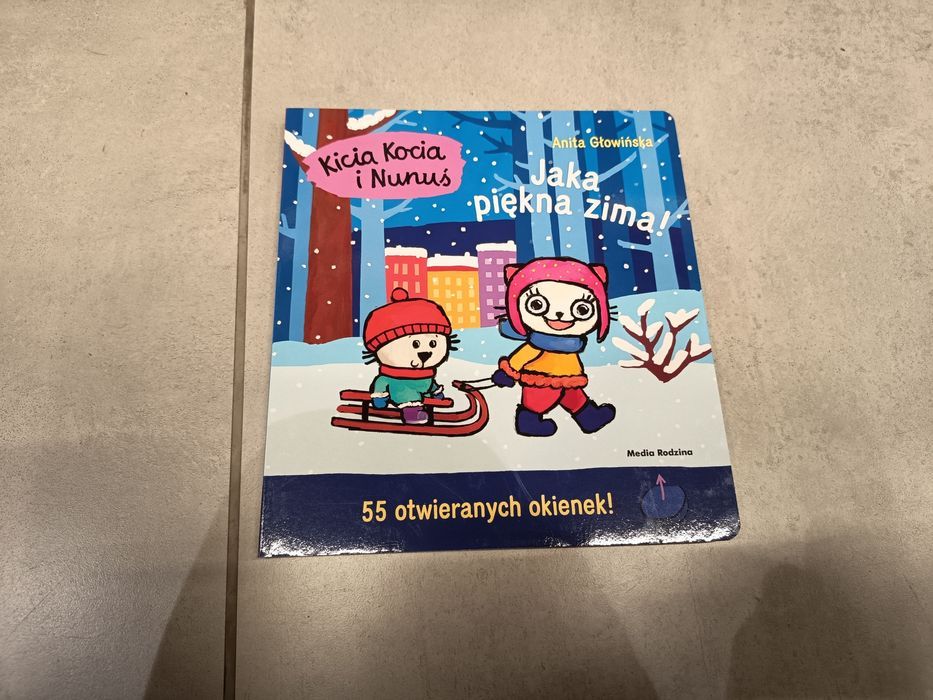 Kicia Kocia
i Nunuś
Anita Głowińska
Jaka
piękna zima!
Media Rodzina
55 otwieranych okienek!